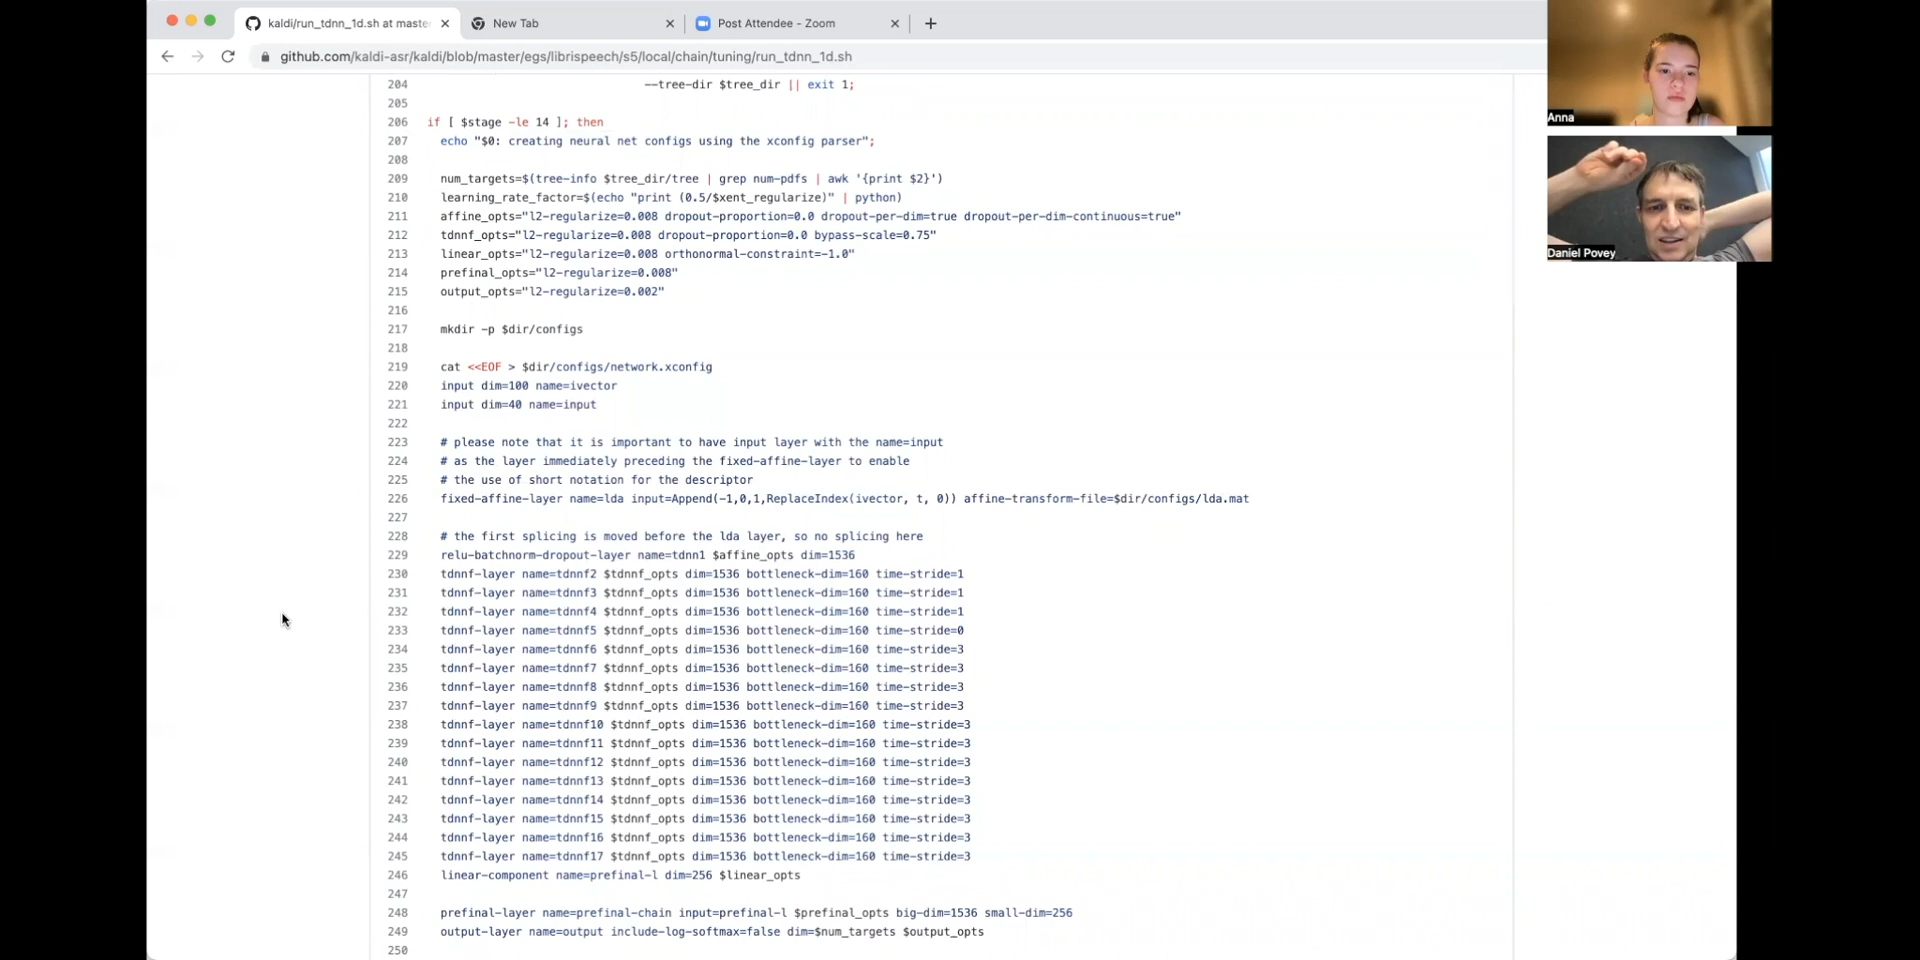 kaldi/run_tdnn_1d.sh at master
New Tab
Post Attendee - Zoom
github.com/kaldi-asr/kaldi/blob/master/egs/librispeech/s5/local/chain/tuning/run_tdnn_1d.sh
Anna
Daniel Povey
204 --tree-dir $tree_dir || exit 1;
205
206 if [ $stage -le 14 ]; then
207 echo "$0: creating neural net configs using the xconfig parser";
208
209 num_targets=$(tree-info $tree_dir/tree | grep num-pdfs | awk '{print $2}')
210 learning_rate_factor=$(echo "print (0.5/$xent_regularize)" | python)
211 affine_opts="l2-regularize=0.008 dropout-proportion=0.0 dropout-per-dim=true dropout-per-dim-continuous=true"
212 tdnnf_opts="l2-regularize=0.008 dropout-proportion=0.0 bypass-scale=0.75"
213 linear_opts="l2-regularize=0.008 orthonormal-constraint=-1.0"
214 prefinal_opts="l2-regularize=0.008"
215 output_opts="l2-regularize=0.002"
216
217 mkdir -p $dir/configs
218
219 cat <<EOF > $dir/configs/network.xconfig
220 input dim=100 name=ivector
221 input dim=40 name=input
222
223 # please note that it is important to have input layer with the name=input
224 # as the layer immediately preceding the fixed-affine-layer to enable
225 # the use of short notation for the descriptor
226 fixed-affine-layer name=lda input=Append(-1,0,1,ReplaceIndex(ivector, t, 0)) affine-transform-file=$dir/configs/lda.mat
227
228 # the first splicing is moved before the lda layer, so no splicing here
229 relu-batchnorm-dropout-layer name=tdnn1 $affine_opts dim=1536
230 tdnnf-layer name=tdnnf2 $tdnnf_opts dim=1536 bottleneck-dim=160 time-stride=1
231 tdnnf-layer name=tdnnf3 $tdnnf_opts dim=1536 bottleneck-dim=160 time-stride=1
232 tdnnf-layer name=tdnnf4 $tdnnf_opts dim=1536 bottleneck-dim=160 time-stride=1
233 tdnnf-layer name=tdnnf5 $tdnnf_opts dim=1536 bottleneck-dim=160 time-stride=0
234 tdnnf-layer name=tdnnf6 $tdnnf_opts dim=1536 bottleneck-dim=160 time-stride=3
235 tdnnf-layer name=tdnnf7 $tdnnf_opts dim=1536 bottleneck-dim=160 time-stride=3
236 tdnnf-layer name=tdnnf8 $tdnnf_opts dim=1536 bottleneck-dim=160 time-stride=3
237 tdnnf-layer name=tdnnf9 $tdnnf_opts dim=1536 bottleneck-dim=160 time-stride=3
238 tdnnf-layer name=tdnnf10 $tdnnf_opts dim=1536 bottleneck-dim=160 time-stride=3
239 tdnnf-layer name=tdnnf11 $tdnnf_opts dim=1536 bottleneck-dim=160 time-stride=3
240 tdnnf-layer name=tdnnf12 $tdnnf_opts dim=1536 bottleneck-dim=160 time-stride=3
241 tdnnf-layer name=tdnnf13 $tdnnf_opts dim=1536 bottleneck-dim=160 time-stride=3
242 tdnnf-layer name=tdnnf14 $tdnnf_opts dim=1536 bottleneck-dim=160 time-stride=3
243 tdnnf-layer name=tdnnf15 $tdnnf_opts dim=1536 bottleneck-dim=160 time-stride=3
244 tdnnf-layer name=tdnnf16 $tdnnf_opts dim=1536 bottleneck-dim=160 time-stride=3
245 tdnnf-layer name=tdnnf17 $tdnnf_opts dim=1536 bottleneck-dim=160 time-stride=3
246 linear-component name=prefinal-l dim=256 $linear_opts
247
248 prefinal-layer name=prefinal-chain input=prefinal-l $prefinal_opts big-dim=1536 small-dim=256
249 output-layer name=output include-log-softmax=false dim=$num_targets $output_opts
250